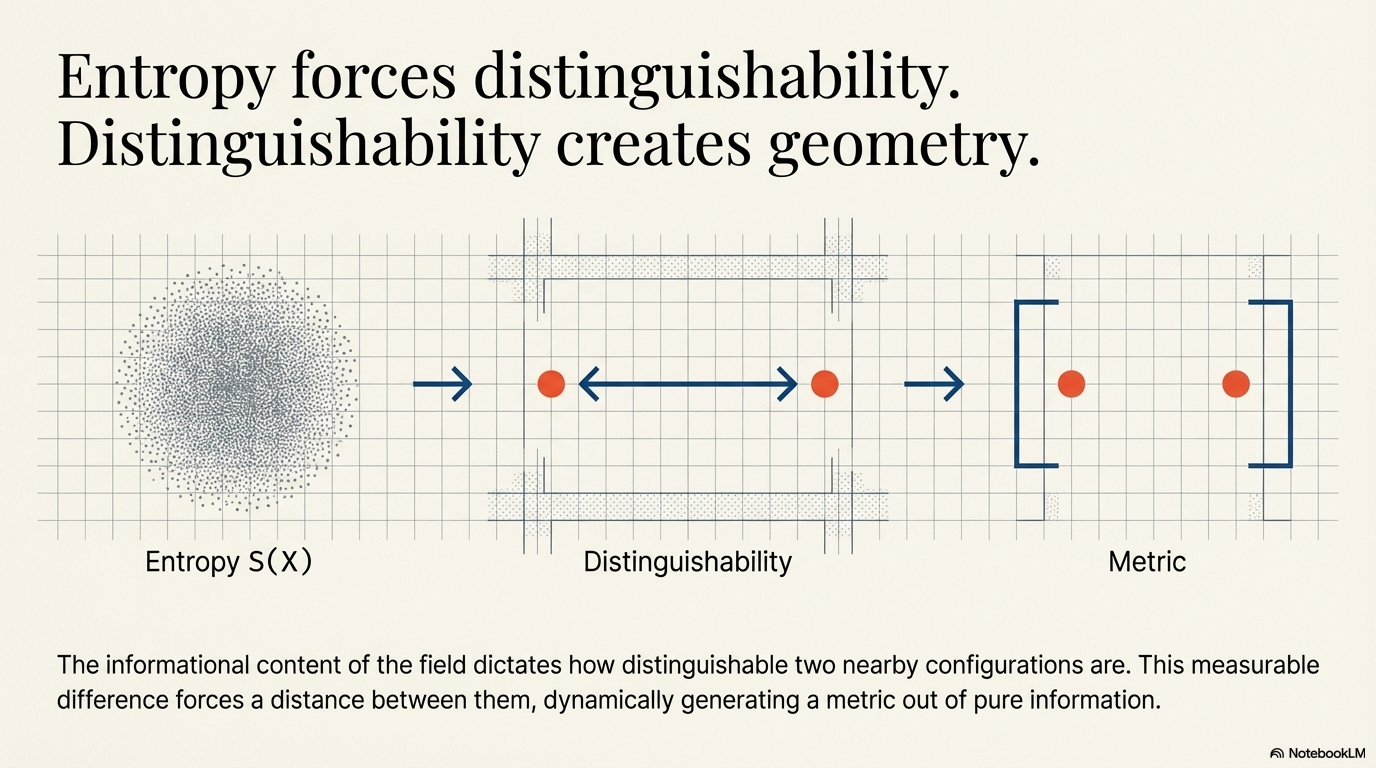 Entropy forces distinguishability.
Distinguishability creates geometry.
Entropy S(X)
Distinguishability
Metric
The informational content of the field dictates how distinguishable two nearby configurations are. This measurable
difference forces a distance between them, dynamically generating a metric out of pure information.
NotebookLM